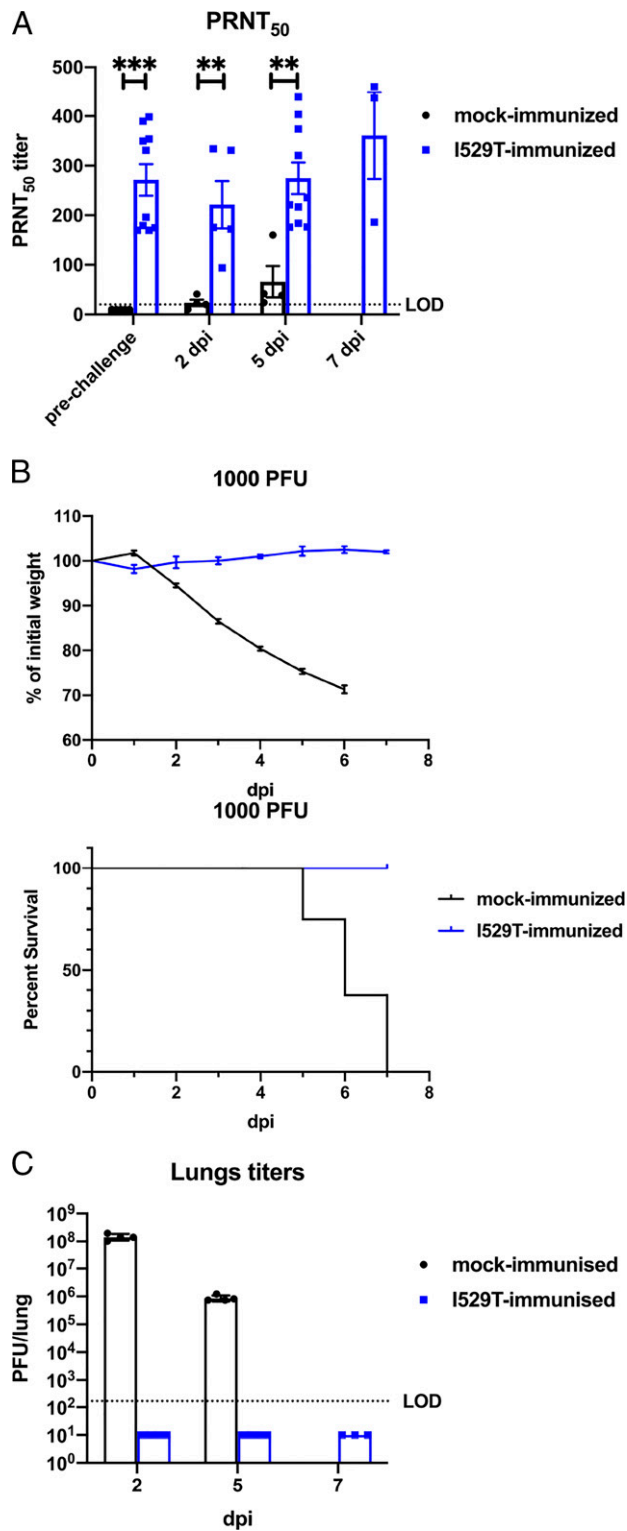 A
PRNT50
*** ** **
500
400
300
200
100
0
PRNT50 titer
LOD
pre-challenge
2 dpi
5 dpi
7 dpi
mock-immunized
I529T-immunized
B
1000 PFU
110
100
90
80
70
60
% of initial weight
0 2 4 6 8
dpi
1000 PFU
100
50
0
Percent Survival
0 2 4 6 8
dpi
mock-immunized
I529T-immunized
C
Lungs titers
10⁹
10⁸
10⁷
10⁶
10⁵
10⁴
10³
10²
10¹
10⁰
PFU/lung
LOD
2 5 7
dpi
mock-immunised
I529T-immunised